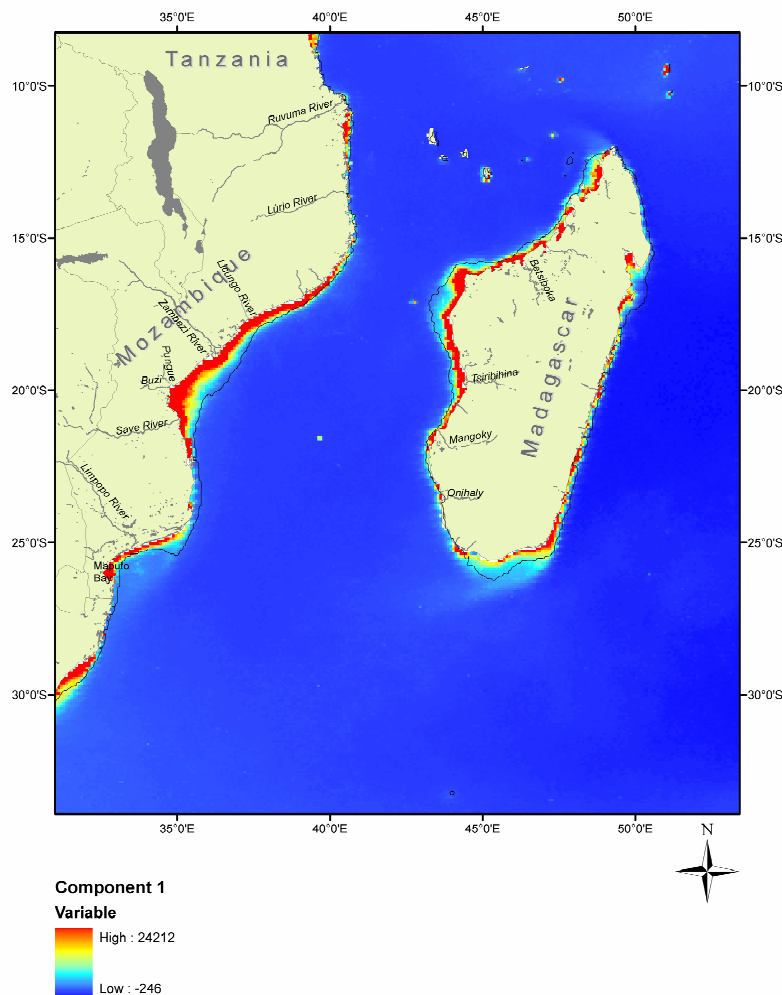 35°0'E 40°0'E 45°0'E 50°0'E
Tanzania
10°0'S 10°0'S
Ruvuma River
Lúrio River
15°0'S 15°0'S
Mozambique
Licungo River
Betsiboka
Zambezi River
Madagascar
Pungue
Buzi
Tsiribihina
20°0'S 20°0'S
Save River
Mangoky
Limpopo River
Onihaly
25°0'S 25°0'S
Maputo
Bay
30°0'S 30°0'S
35°0'E 40°0'E 45°0'E 50°0'E
N
Component 1
Variable
High : 24212
Low : -246